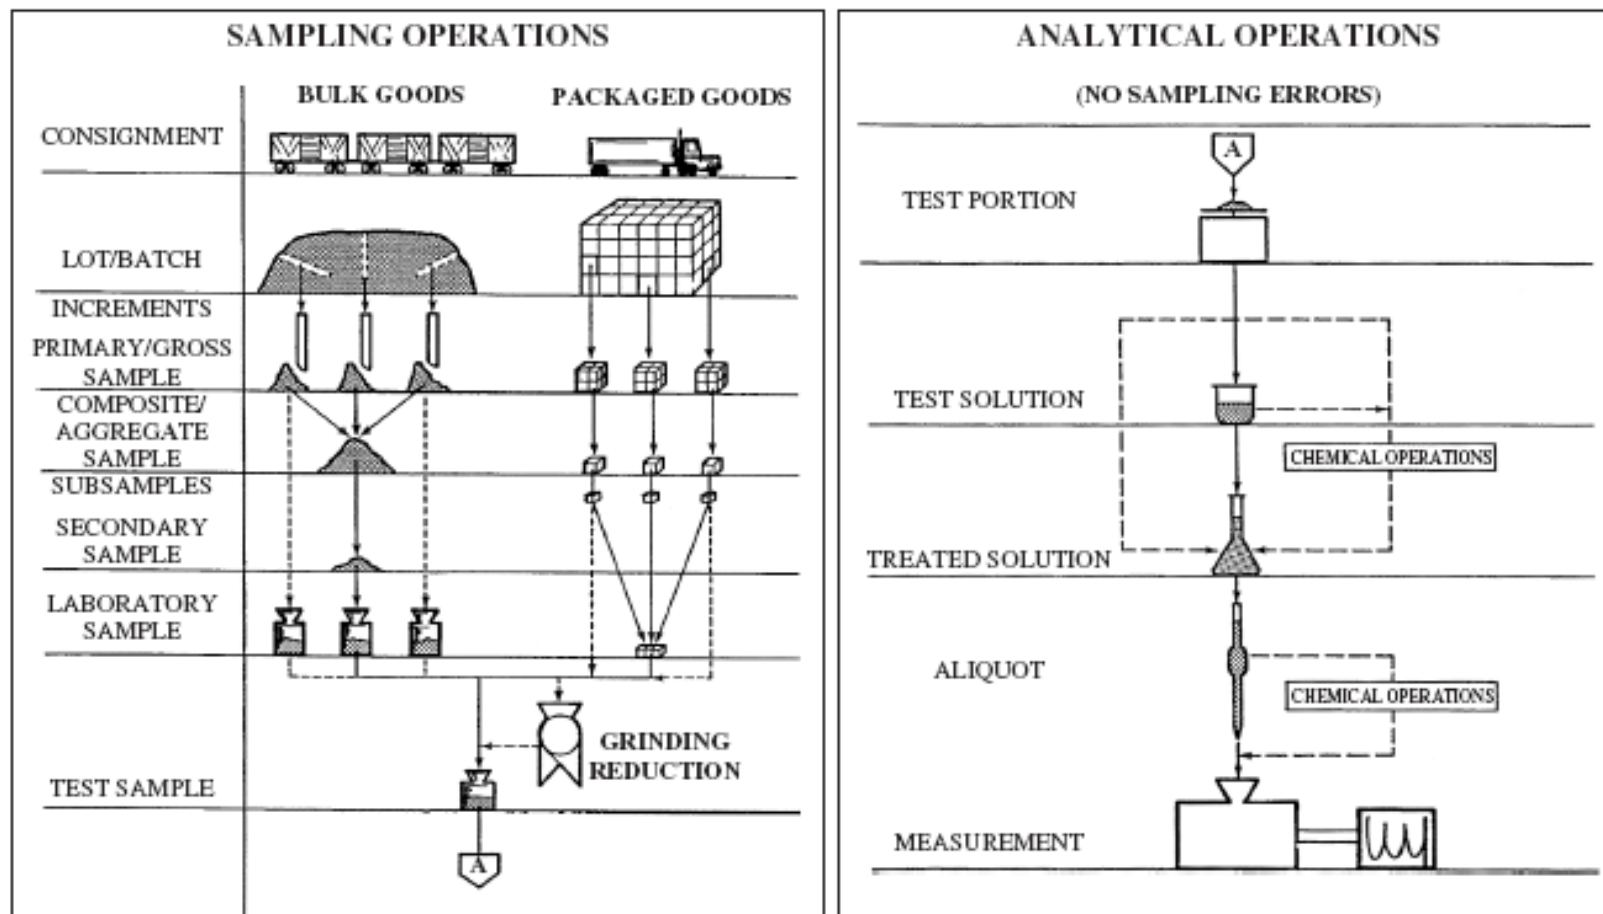 SAMPLING OPERATIONS
BULK GOODS
PACKAGED GOODS
CONSIGNMENT
LOT/BATCH
INCREMENTS
PRIMARY/GROSS
SAMPLE
COMPOSITE/
AGGREGATE
SAMPLE
SUBSAMPLES
SECONDARY
SAMPLE
LABORATORY
SAMPLE
GRINDING
REDUCTION
TEST SAMPLE
A
ANALYTICAL OPERATIONS
(NO SAMPLING ERRORS)
A
TEST PORTION
TEST SOLUTION
CHEMICAL OPERATIONS
TREATED SOLUTION
ALIQUOT
CHEMICAL OPERATIONS
MEASUREMENT